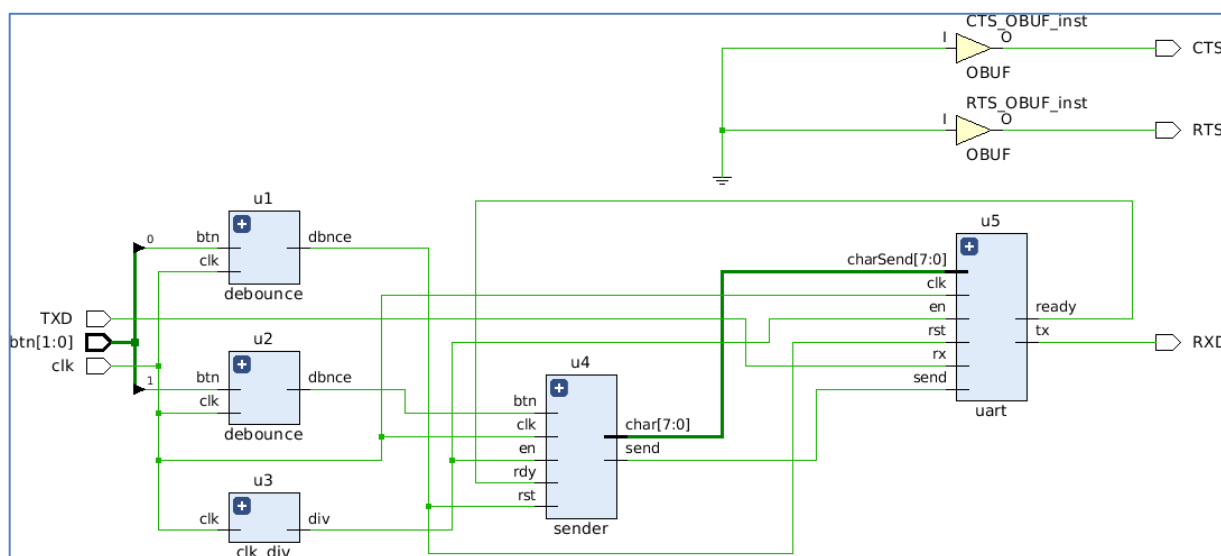 CTS_OBUF_inst
I
O
CTS
OBUF
RTS_OBUF_inst
I
O
RTS
OBUF
u1
0
btn
dbnce
clk
debounce
u5
charSend[7:0]
clk
en
ready
rst
tx
RXD
rx
send
uart
TXD
btn[1:0]
clk
u2
1
btn
dbnce
clk
debounce
u4
btn
clk
char[7:0]
en
send
rdy
rst
sender
u3
clk
div
clk_div